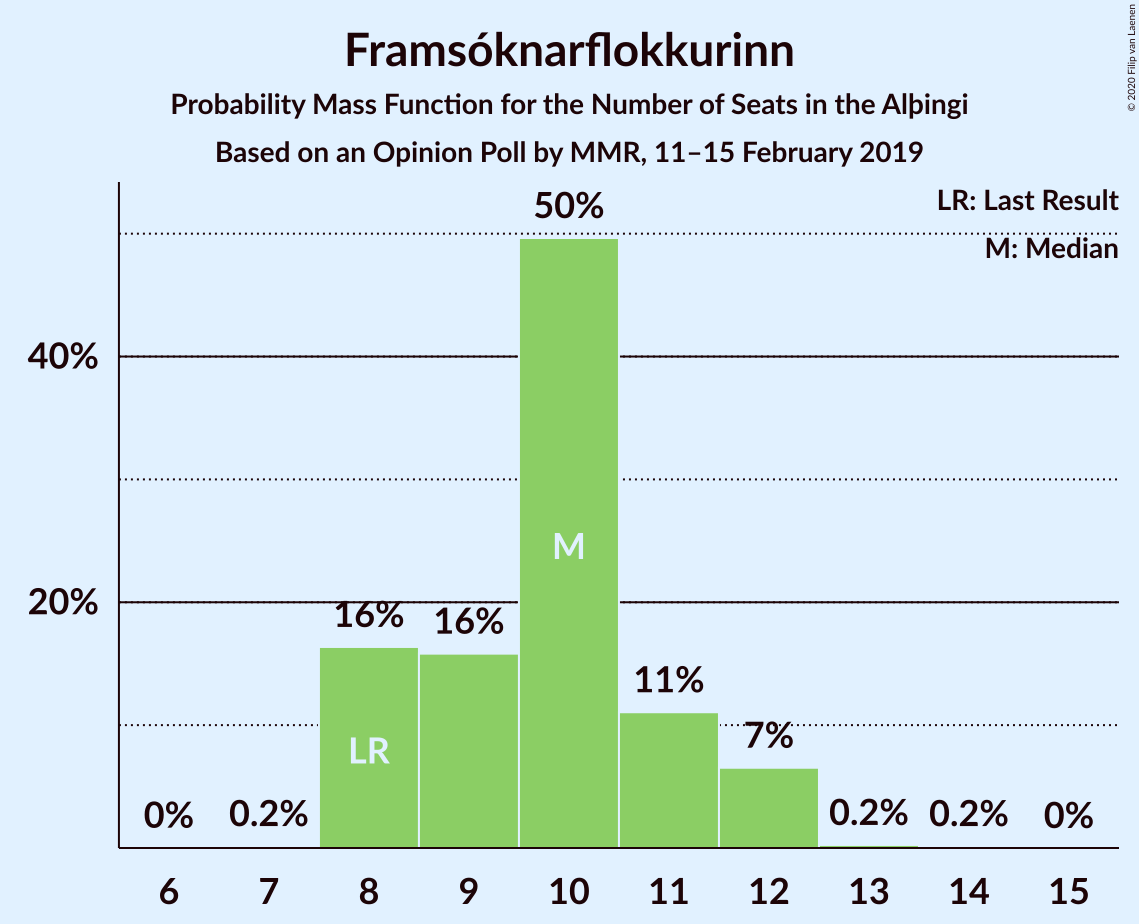 Framsóknarflokkurinn
Probability Mass Function for the Number of Seats in the Alþingi
Based on an Opinion Poll by MMR, 11–15 February 2019
© 2020 Filip van Laenen
LR: Last Result
M: Median
50%
40%
M
20%
16%
16%
11%
7%
LR
0%
0.2%
0.2%
0.2%
0%
6 7 8 9 10 11 12 13 14 15